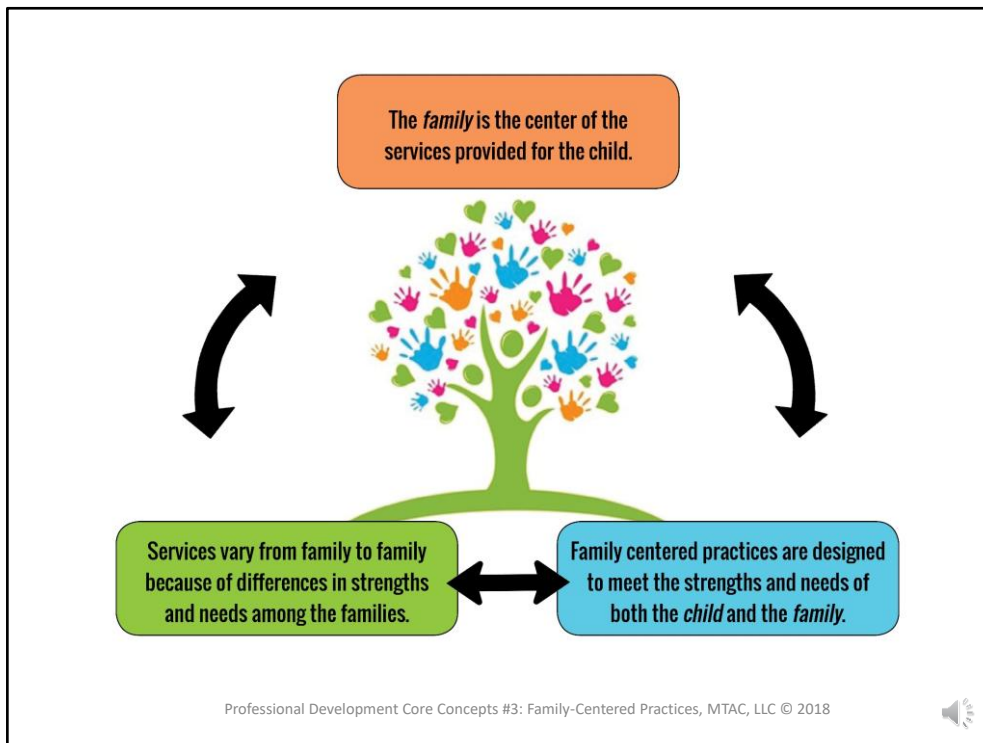 The family is the center of the
services provided for the child.
Services vary from family to family
because of differences in strengths
and needs among the families.
Family centered practices are designed
to meet the strengths and needs of
both the child and the family.
Professional Development Core Concepts #3: Family-Centered Practices, MTAC, LLC © 2018